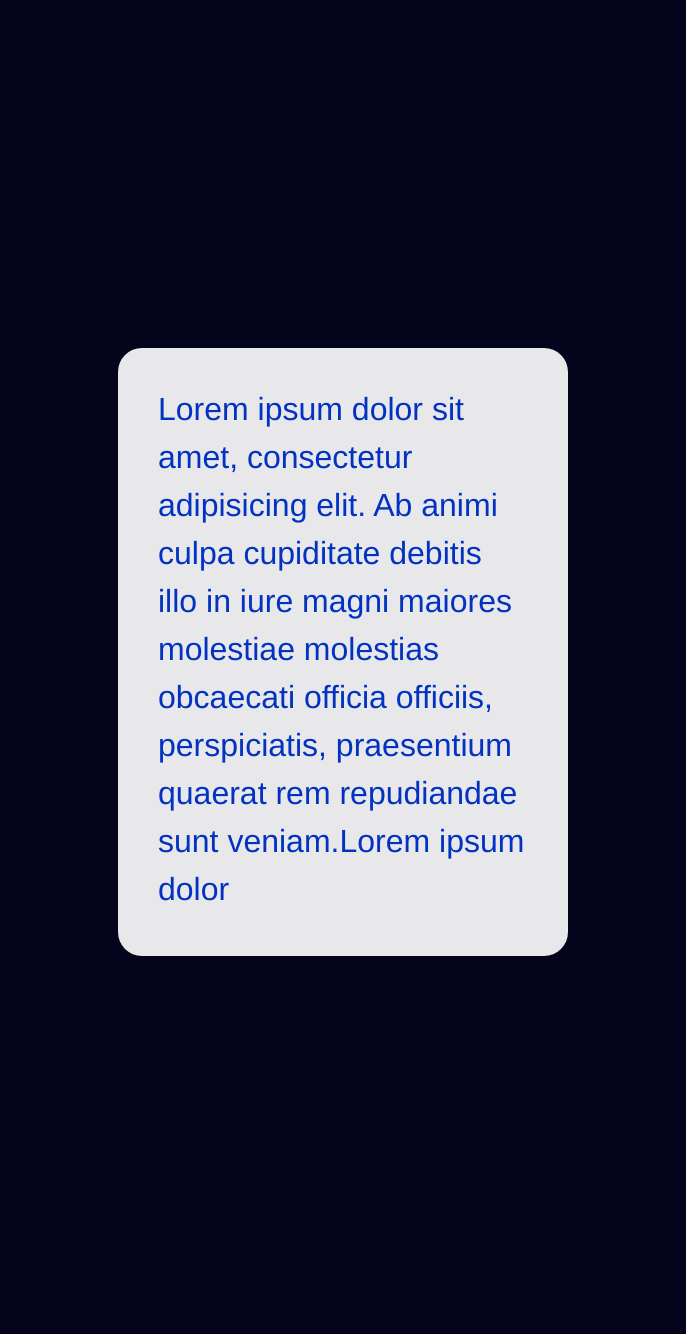 Lorem ipsum dolor sit
amet, consectetur
adipisicing elit. Ab animi
culpa cupiditate debitis
illo in iure magni maiores
molestiae molestias
obcaecati officia officiis,
perspiciatis, praesentium
quaerat rem repudiandae
sunt veniam.Lorem ipsum
dolor